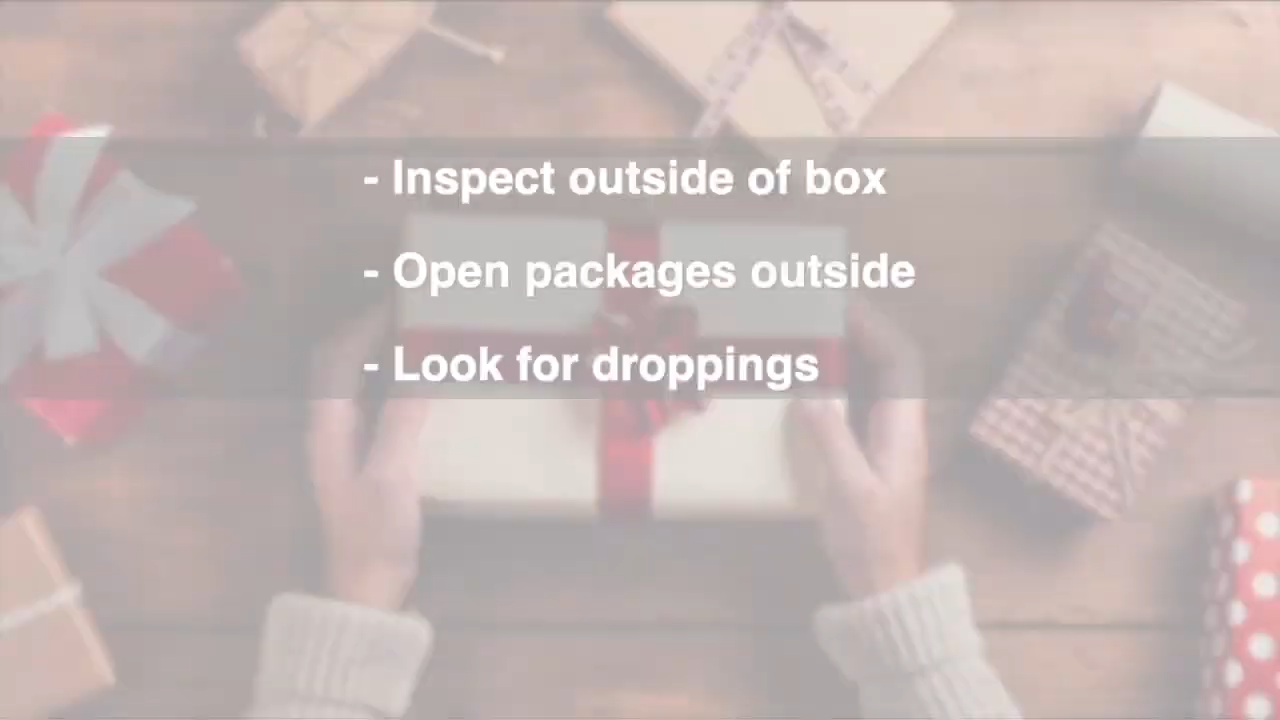 - Inspect outside of box
- Open packages outside
- Look for droppings